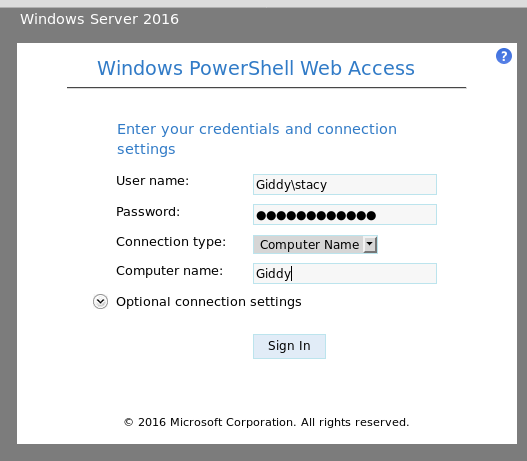 Windows Server 2016
?
Windows PowerShell Web Access
Enter your credentials and connection
settings
User name: Giddy\stacy
Password: ●●●●●●●●●●●●
Connection type: Computer Name
Computer name: Giddy
Optional connection settings
Sign In
© 2016 Microsoft Corporation. All rights reserved.